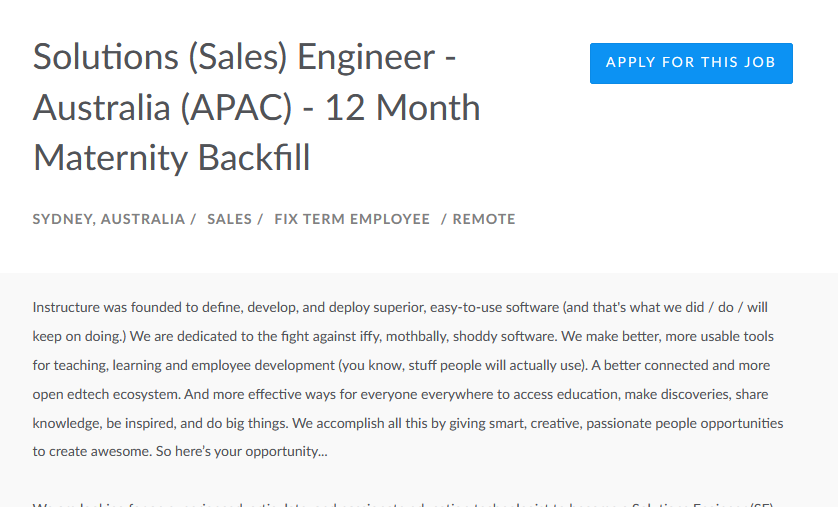 Solutions (Sales) Engineer -
Australia (APAC) - 12 Month
Maternity Backfill
APPLY FOR THIS JOB
SYDNEY, AUSTRALIA / SALES / FIX TERM EMPLOYEE / REMOTE
Instructure was founded to define, develop, and deploy superior, easy-to-use software (and that's what we did / do / will
keep on doing.) We are dedicated to the fight against iffy, mothbally, shoddy software. We make better, more usable tools
for teaching, learning and employee development (you know, stuff people will actually use). A better connected and more
open edtech ecosystem. And more effective ways for everyone everywhere to access education, make discoveries, share
knowledge, be inspired, and do big things. We accomplish all this by giving smart, creative, passionate people opportunities
to create awesome. So here's your opportunity...